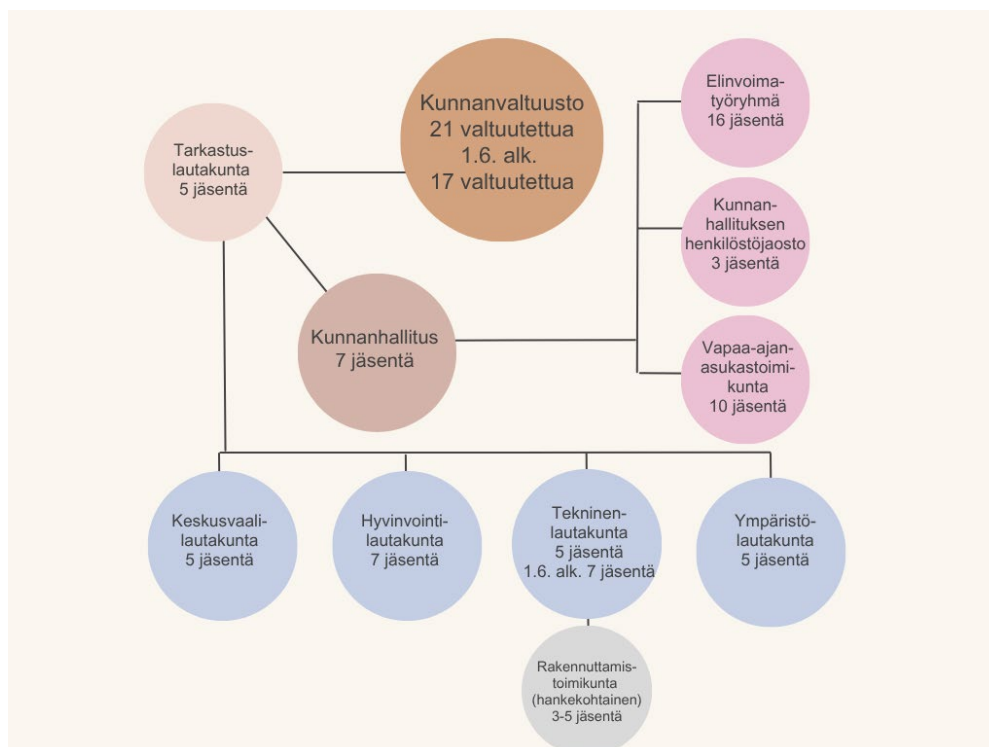 Kunnanvaltuusto
21 valtuutettua
1.6. alk.
17 valtuutettua
Tarkastus-
lautakunta
5 jäsentä
Kunnanhallitus
7 jäsentä
Elinvoima-
työryhmä
16 jäsentä
Kunnan-
hallituksen
henkilöstöjaosto
3 jäsentä
Vapaa-ajan-
asukastoimi-
kunta
10 jäsentä
Keskusvaali-
lautakunta
5 jäsentä
Hyvinvointi-
lautakunta
7 jäsentä
Tekninen-
lautakunta
5 jäsentä
1.6. alk. 7 jäsentä
Ympäristö-
lautakunta
5 jäsentä
Rakennuttamis-
toimikunta
(hankekohtainen)
3-5 jäsentä